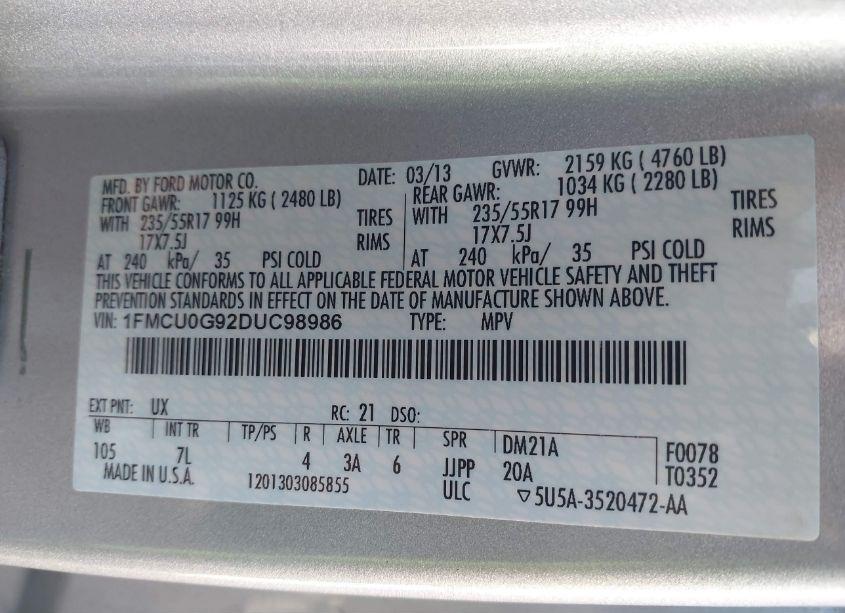 MFD. BY FORD MOTOR CO. DATE: 03/13 GVWR: 2159 KG ( 4760 LB)
FRONT GAWR: 1125 KG ( 2480 LB) REAR GAWR: 1034 KG ( 2280 LB)
WITH 235/55R17 99H TIRES WITH 235/55R17 99H TIRES
17X7.5J RIMS 17X7.5J RIMS
AT 240 kPa/ 35 PSI COLD AT 240 kPa/ 35 PSI COLD
THIS VEHICLE CONFORMS TO ALL APPLICABLE FEDERAL MOTOR VEHICLE SAFETY AND THEFT
PREVENTION STANDARDS IN EFFECT ON THE DATE OF MANUFACTURE SHOWN ABOVE.
VIN: 1FMCU0G92DUC98986 TYPE: MPV
EXT PNT: UX RC: 21 DSO:
WB INT TR TP/PS R AXLE TR SPR DM21A F0078
105 7L 4 3A 6 JJPP 20A T0352
MADE IN U.S.A. 1201303085855 ULC ▽5U5A-3520472-AA